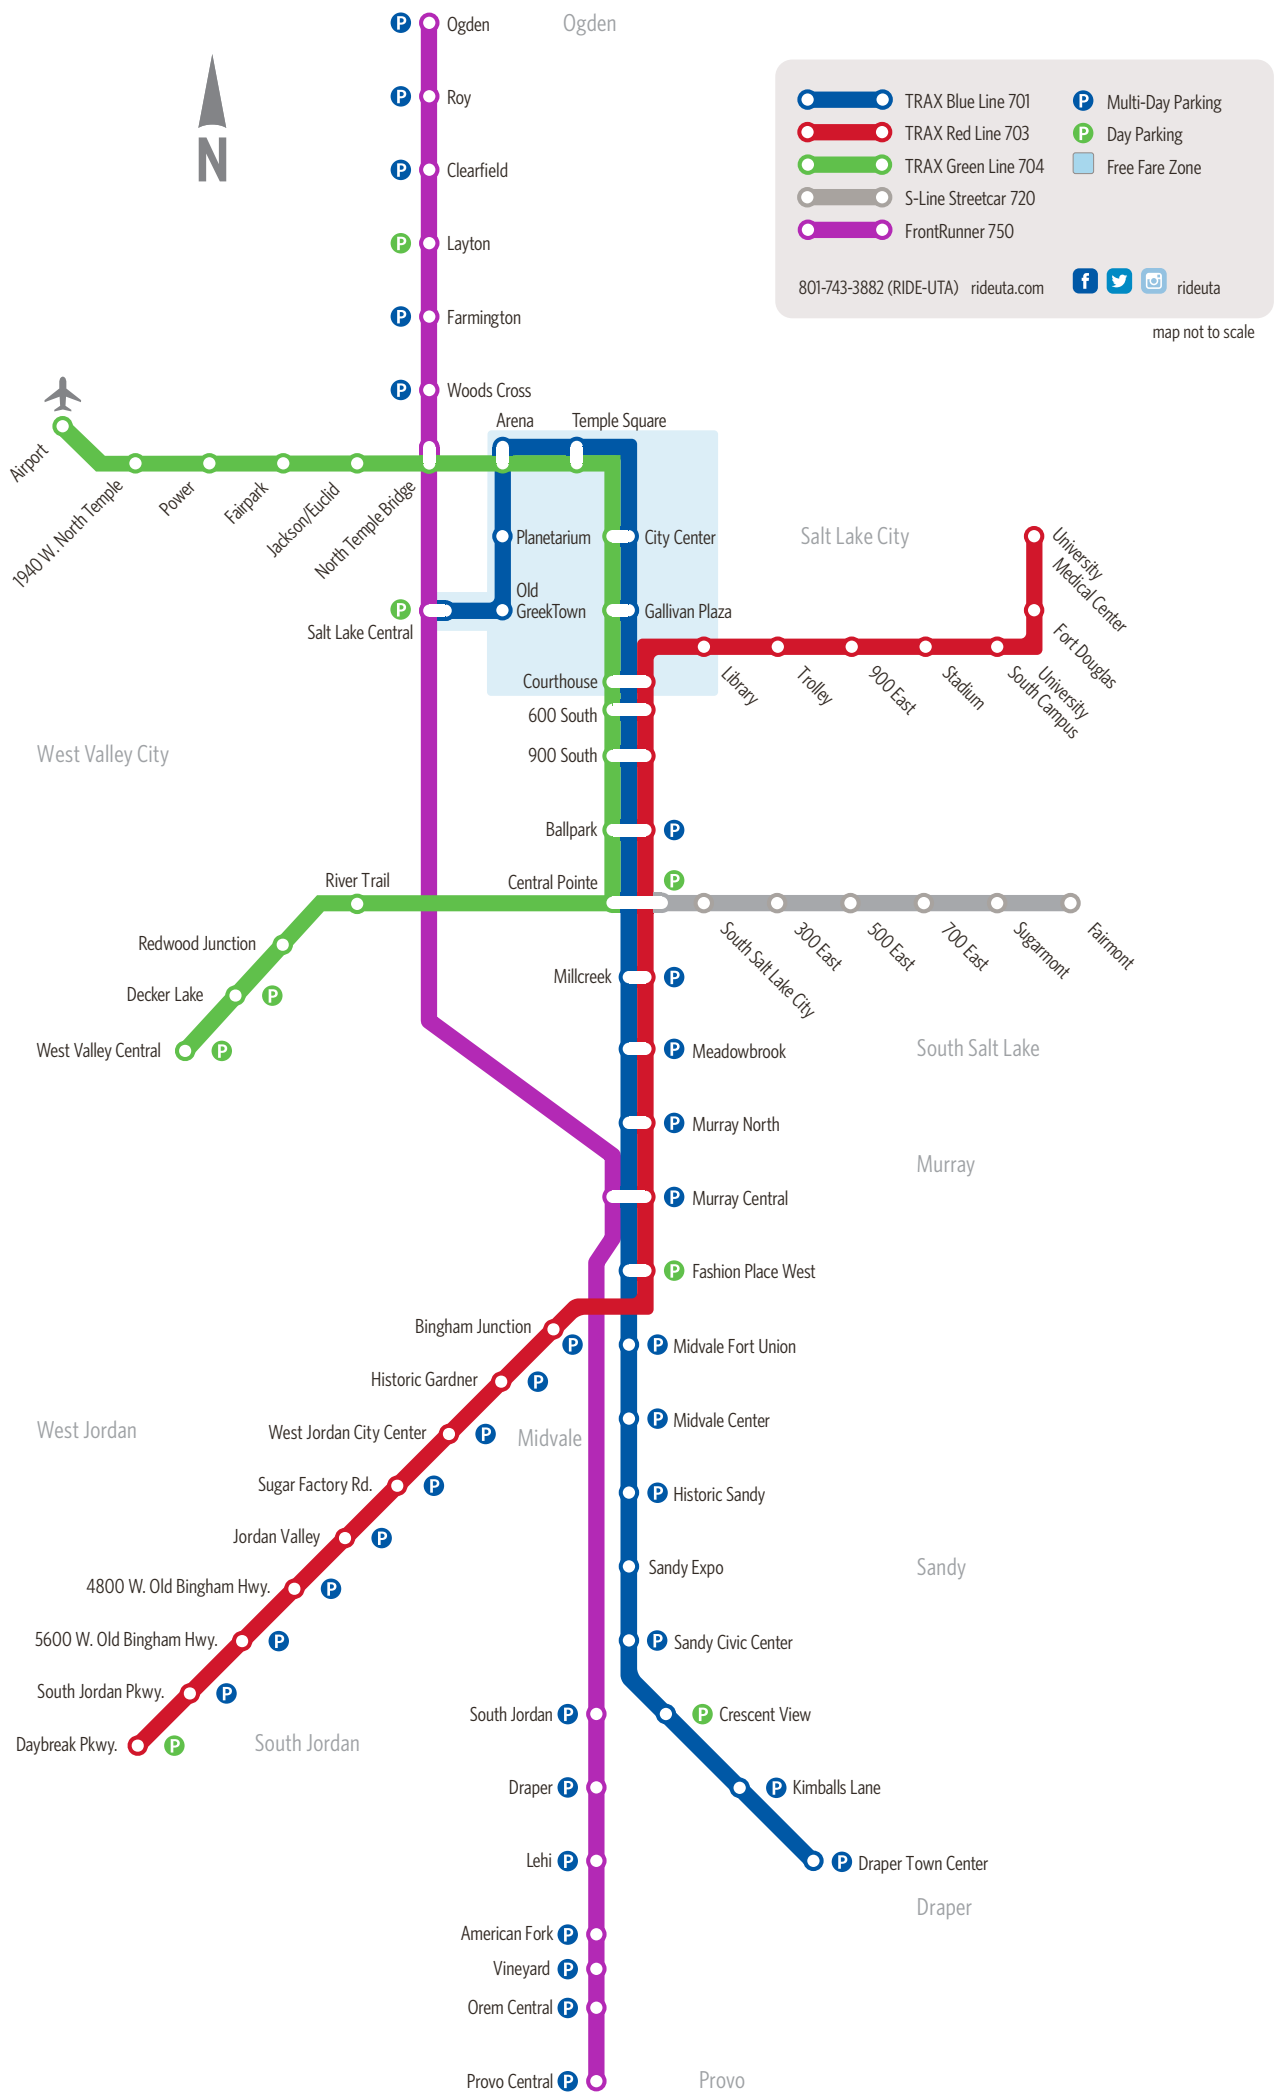 P
Ogden
Ogden
P
Roy
P
Clearfield
P
Layton
P
Farmington
P
Woods Cross
N
TRAX Blue Line 701
TRAX Red Line 703
TRAX Green Line 704
S-Line Streetcar 720
FrontRunner 750
P Multi-Day Parking
P Day Parking
Free Fare Zone
801-743-3882 (RIDE-UTA) rideuta.com
f
rideuta
map not to scale
Airport
1940 W. North Temple
Power
Fairpark
Jackson/Euclid
North Temple Bridge
Arena
Temple Square
Planetarium
Old
GreekTown
P
Salt Lake Central
City Center
Gallivan Plaza
Salt Lake City
University
Medical Center
Fort Douglas
University
South Campus
Stadium
900 East
Trolley
Library
Courthouse
600 South
900 South
West Valley City
Ballpark
P
Central Pointe
P
River Trail
Redwood Junction
Decker Lake
P
West Valley Central
P
South Salt Lake City
300 East
500 East
700 East
Sugarmont
Fairmont
Millcreek
P
P
Meadowbrook
South Salt Lake
P
Murray North
Murray
P
Murray Central
P
Fashion Place West
Bingham Junction
P
P
Midvale Fort Union
Historic Gardner
P
P
Midvale Center
West Jordan
West Jordan City Center
P
Midvale
Sugar Factory Rd.
P
P
Historic Sandy
Jordan Valley
P
Sandy Expo
Sandy
4800 W. Old Bingham Hwy.
P
5600 W. Old Bingham Hwy.
P
P
Sandy Civic Center
South Jordan Pkwy.
P
Daybreak Pkwy.
P
South Jordan
South Jordan
P
P
Crescent View
Draper
P
P
Kimballs Lane
Lehi
P
P
Draper Town Center
Draper
American Fork
P
Vineyard
P
Orem Central
P
Provo Central
P
Provo